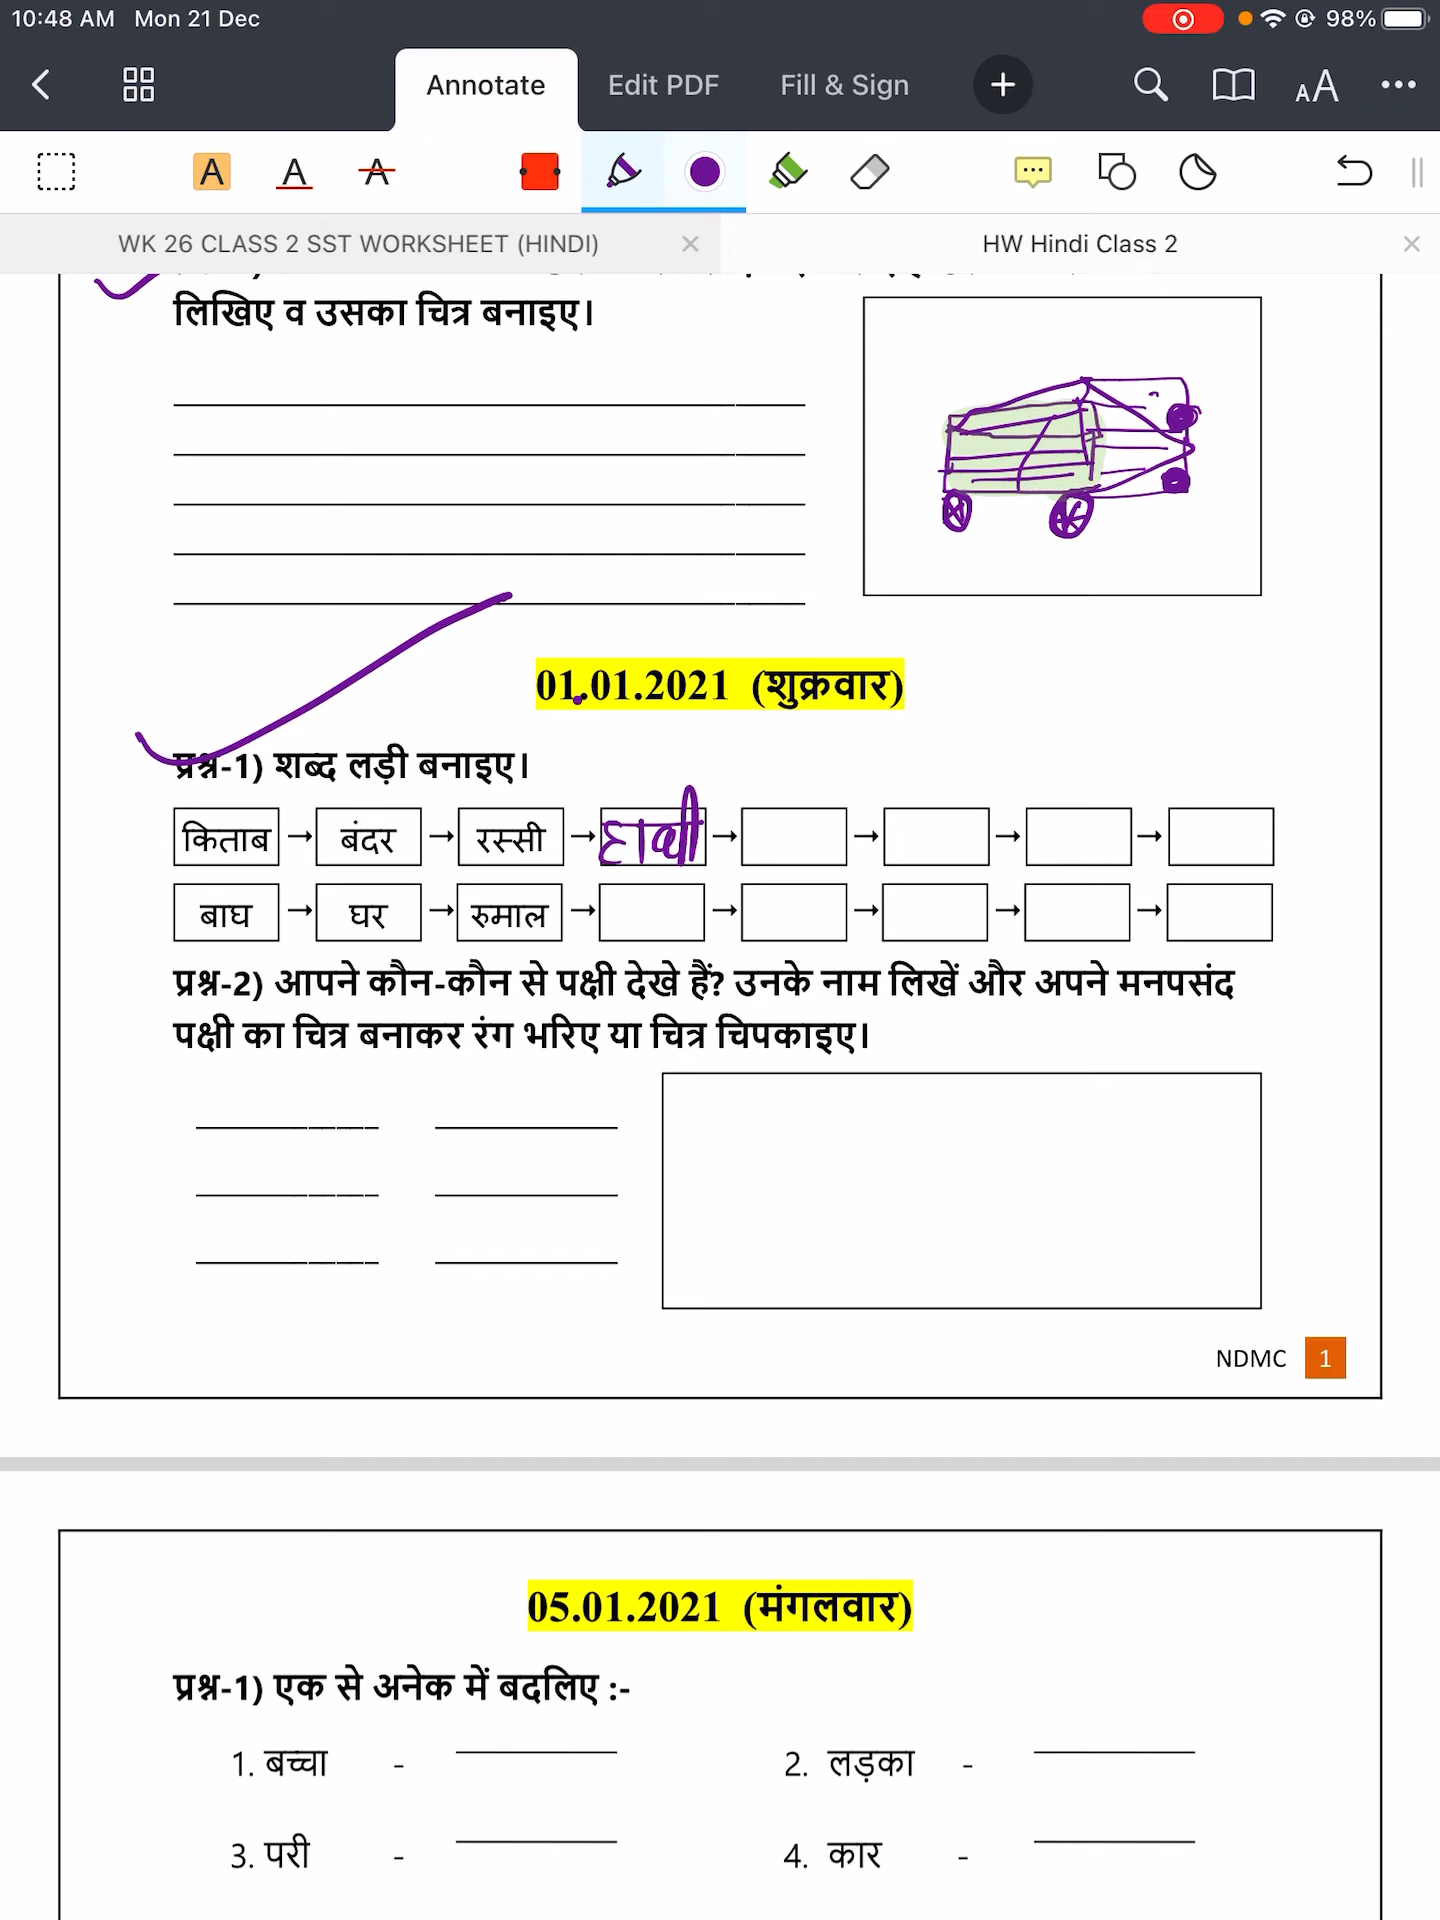 10:48 AM Mon 21 Dec 98%
Annotate Edit PDF Fill & Sign
WK 26 CLASS 2 SST WORKSHEET (HINDI) HW Hindi Class 2
लिखिए व उसका चित्र बनाइए।
01.01.2021 (शुक्रवार)
प्रश्न-1) शब्द लड़ी बनाइए।
किताब → बंदर → रस्सी → → → → →
बाघ → घर → रुमाल → → → → →
प्रश्न-2) आपने कौन-कौन से पक्षी देखे हैं? उनके नाम लिखें और अपने मनपसंद
पक्षी का चित्र बनाकर रंग भरिए या चित्र चिपकाइए।
NDMC 1
05.01.2021 (मंगलवार)
प्रश्न-1) एक से अनेक में बदलिए :-
1. बच्चा - 2. लड़का -
3. परी - 4. कार -